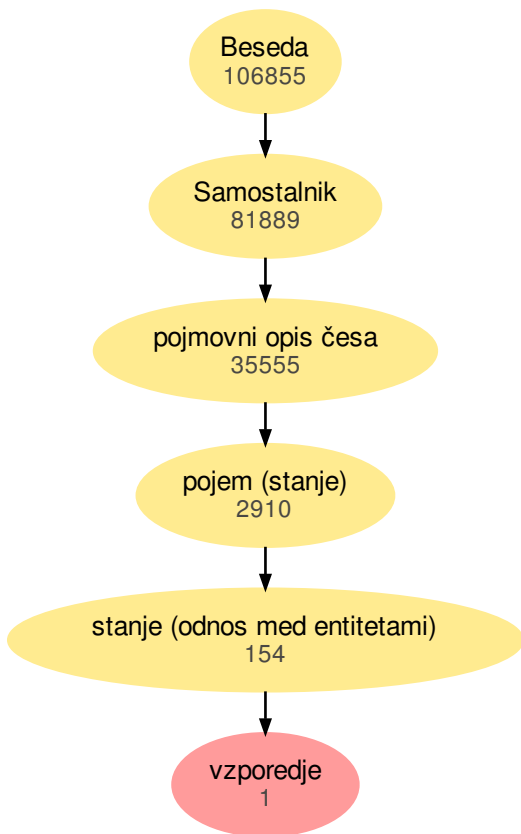 Beseda
106855
Samostalnik
81889
pojmovni opis česa
35555
pojem (stanje)
2910
stanje (odnos med entitetami)
154
vzporedje
1